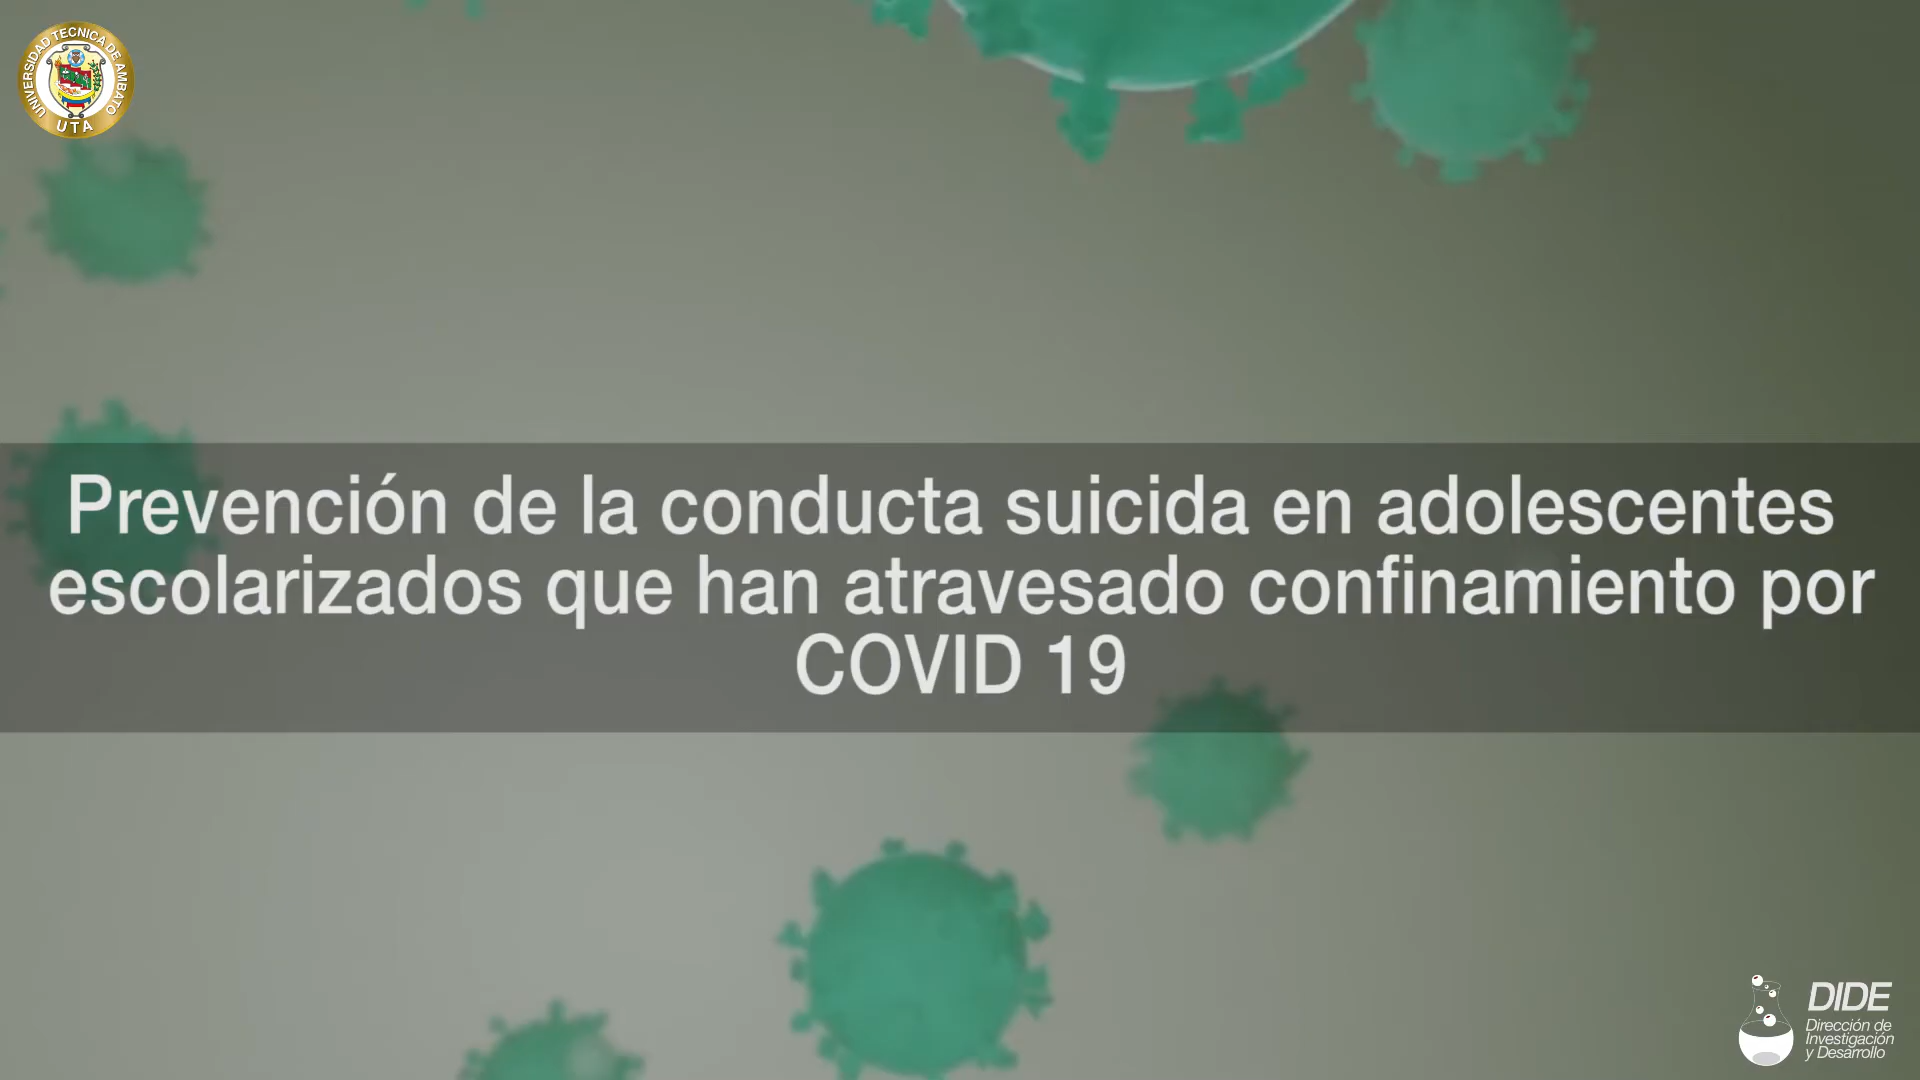 UNIVERSIDAD TECNICA DE AMBATO
UTA
Prevención de la conducta suicida en adolescentes
escolarizados que han atravesado confinamiento por
COVID 19
DIDE
Dirección de
Investigación
y Desarrollo